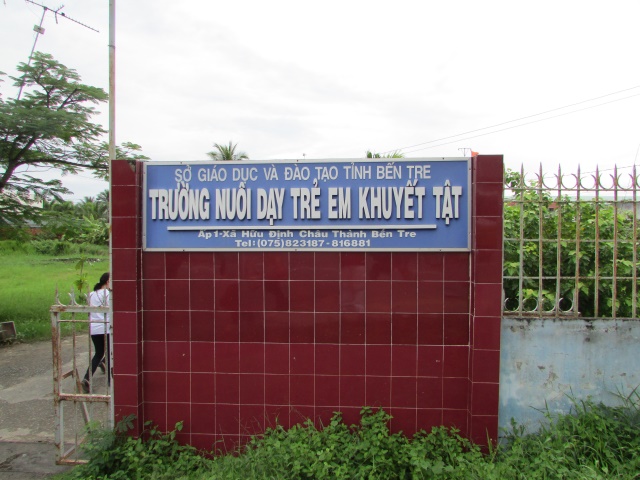 SỞ GIÁO DỤC VÀ ĐÀO TẠO TỈNH BẾN TRE
TRƯỜNG NUÔI DẠY TRẺ EM KHUYẾT TẬT
Ấp 1-Xã Hữu Định Châu Thành Bến Tre
Tel: (075)823187-816881